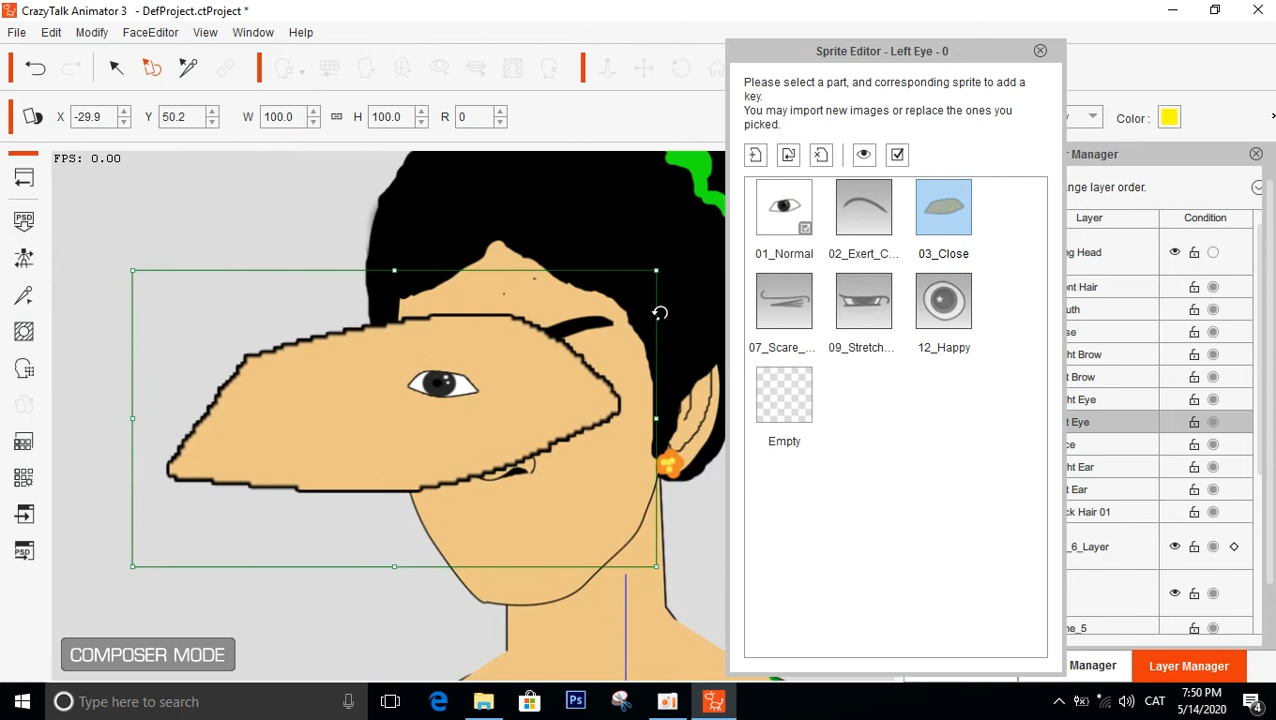 CrazyTalk Animator 3 - DefProject.ctProject *
File Edit Modify FaceEditor View Window Help
X -29.9 Y 50.2 W 100.0 H 100.0 R 0
Color :
FPS: 0.00
Sprite Editor - Left Eye - 0
Please select a part, and corresponding sprite to add a
key.
You may import new images or replace the ones you
picked.
01_Normal 02_Exert_C... 03_Close
07_Scare_... 09_Stretch... 12_Happy
Empty
Manager
nge layer order.
Layer Condition
ng Head
nt Hair
uth
se
ht Brow
t Brow
ht Eye
t Eye
ce
ht Ear
t Ear
ck Hair 01
_6_Layer
ne_5
Manager Layer Manager
COMPOSER MODE
Type here to search
Ps
CAT
7:50 PM
5/14/2020
4